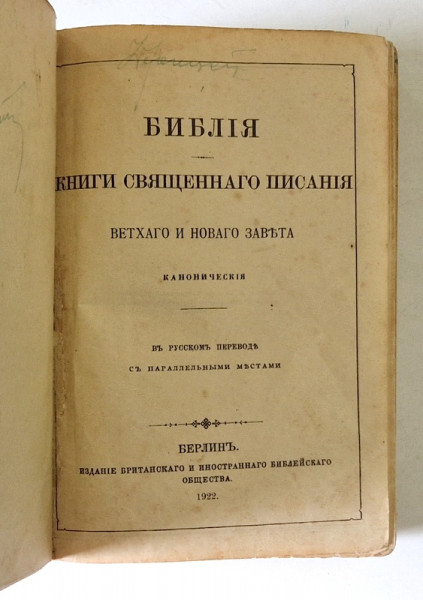 БИБЛІЯ
КНИГИ СВЯЩЕННАГО ПИСАНІЯ
ВЕТХАГО И НОВАГО ЗАВѢТА
КАНОНИЧЕСКІЯ
ВЪ РУССКОМЪ ПЕРЕВОДѢ
СЪ ПАРАЛЛЕЛЬНЫМИ МѢСТАМИ
БЕРЛИНЪ.
ИЗДАНІЕ БРИТАНСКАГО И ИНОСТРАННАГО БИБЛЕЙСКАГО
ОБЩЕСТВА.
1922.